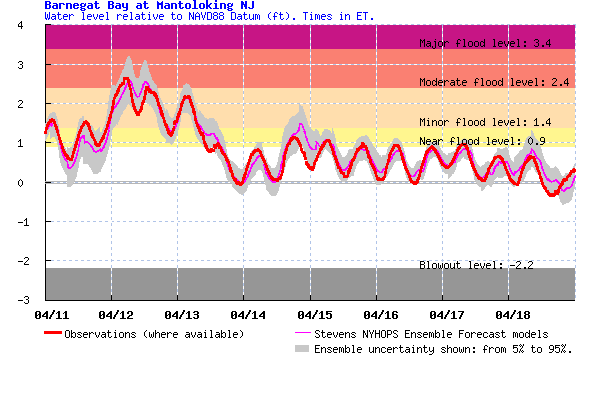 Barnegat Bay at Mantoloking NJ
Water level relative to NAVD88 Datum (ft). Times in ET.
4
Major flood level: 3.4
3
Moderate flood level: 2.4
2
Minor flood level: 1.4
1
Near flood level: 0.9
0
-1
-2
Blowout level: -2.2
-3
04/11 04/12 04/13 04/14 04/15 04/16 04/17 04/18
Observations (where available)
Stevens NYHOPS Ensemble Forecast models
Ensemble uncertainty shown: from 5% to 95%.